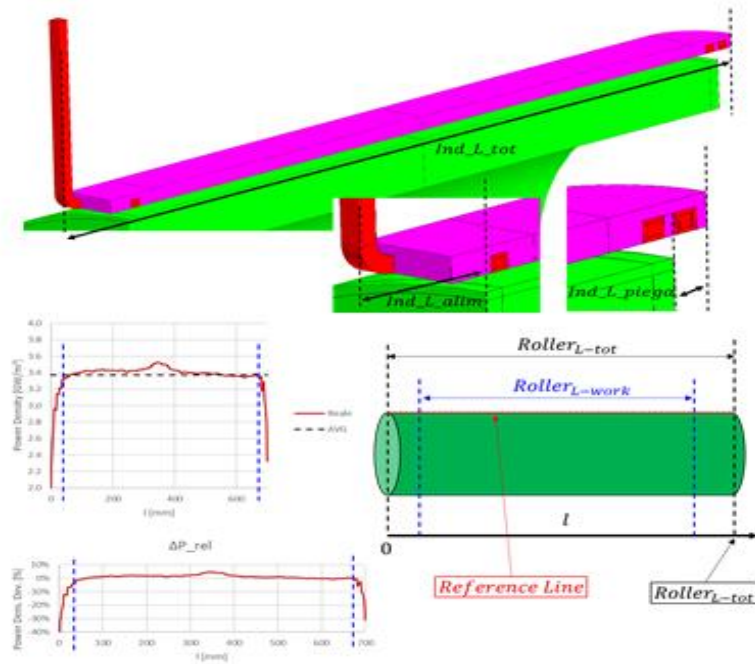 Ind_L_tot
Ind_L_alim
Ind_L_piega
4.0
3.8
3.6
3.4
3.2
3.0
2.8
2.6
2.4
2.2
2.0
Power Density [GW/m³]
0
200
400
600
l [mm]
Reale
AVG
Roller_L-tot
Roller_L-work
0
l
Reference Line
Roller_L-tot
ΔP_rel
10%
0%
-10%
-20%
-30%
-40%
Power Dens. Dev. [%]
0
100
200
300
400
500
600
700